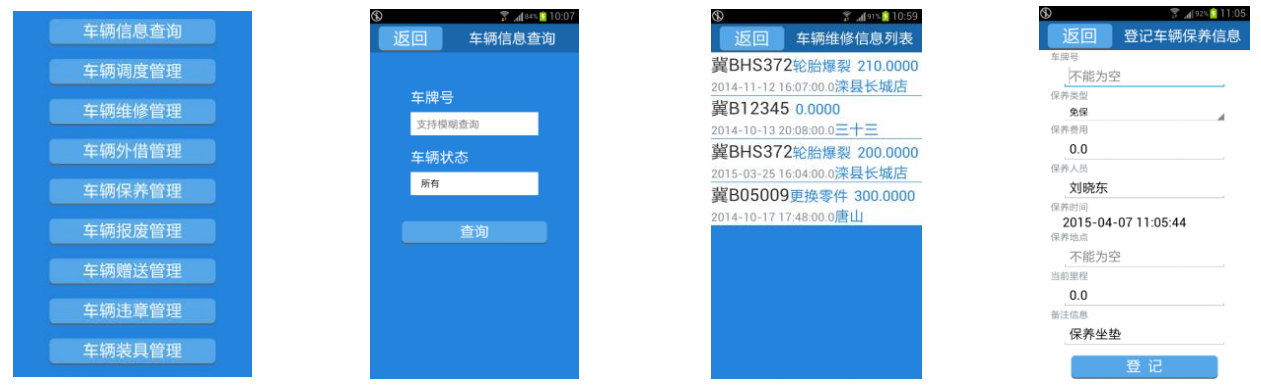 车辆信息查询
车辆调度管理
车辆维修管理
车辆外借管理
车辆保养管理
车辆报废管理
车辆赠送管理
车辆违章管理
车辆装具管理
84% 10:07
返回 车辆信息查询
车牌号
支持模糊查询
车辆状态
所有
查询
91% 10:59
返回 车辆维修信息列表
冀BHS372轮胎爆裂 210.0000
2014-11-12 16:07:00.0滦县长城店
冀B12345 0.0000
2014-10-13 20:08:00.0三十三
冀BHS372轮胎爆裂 200.0000
2015-03-25 16:04:00.0滦县长城店
冀B05009更换零件 300.0000
2014-10-17 17:48:00.0唐山
92% 11:05
返回 登记车辆保养信息
车牌号
不能为空
保养类型
免保
保养费用
0.0
保养人员
刘晓东
保养时间
2015-04-07 11:05:44
保养地点
不能为空
当前里程
0.0
备注信息
保养坐垫
登 记